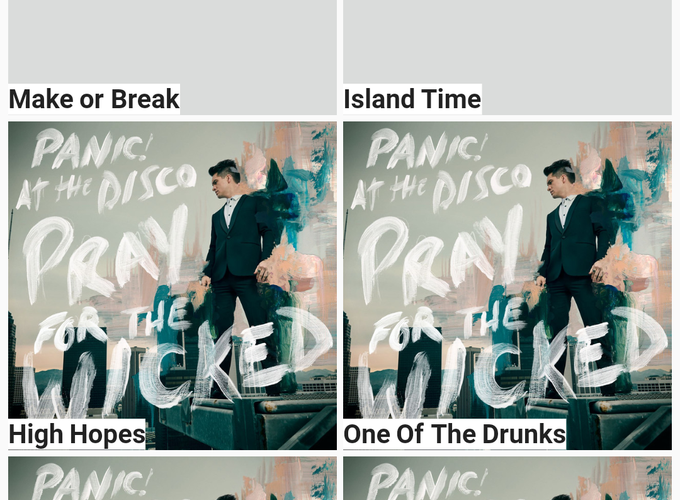 Make or Break
Island Time
PANIC!
AT THE DISCO
PRAY
FOR THE
WICKED
High Hopes
PANIC!
AT THE DISCO
PRAY
FOR THE
WICKED
One Of The Drunks
PANIC!
PANIC!